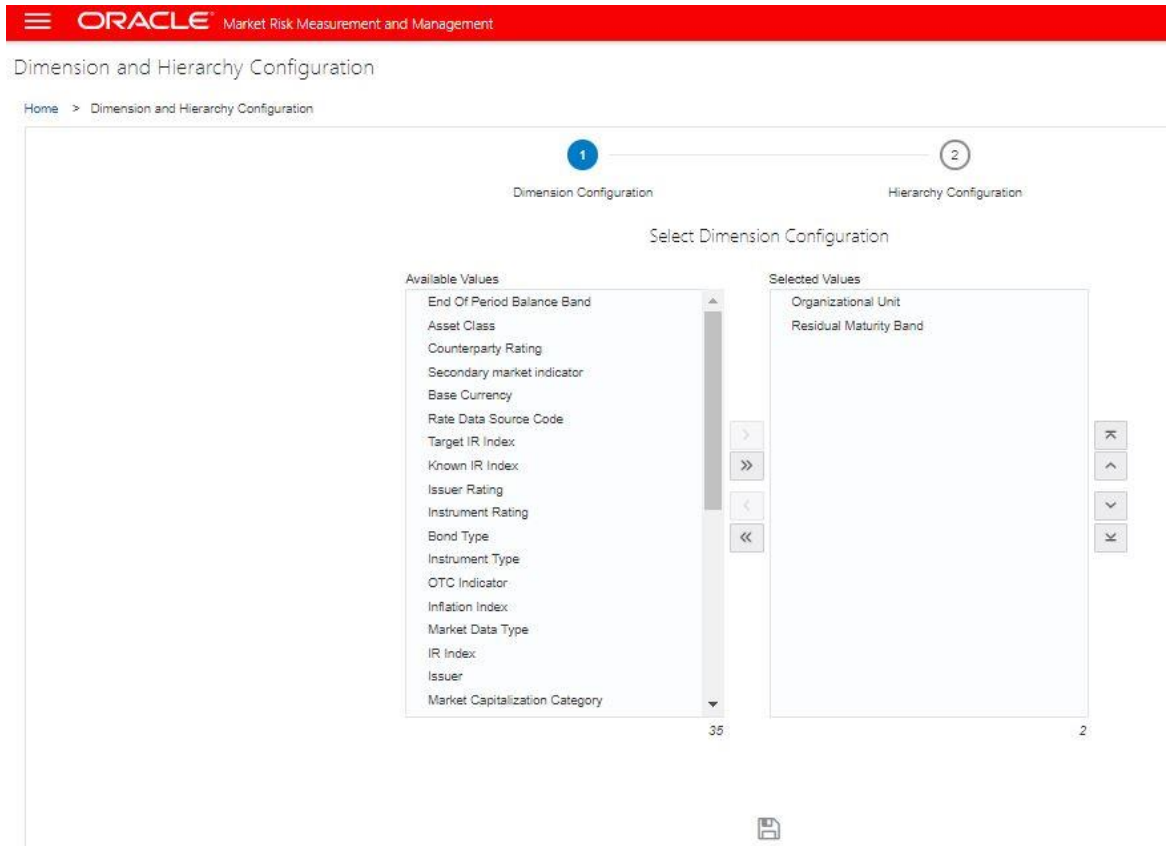 ORACLE® Market Risk Measurement and Management
Dimension and Hierarchy Configuration
Home > Dimension and Hierarchy Configuration
1
2
Dimension Configuration
Hierarchy Configuration
Select Dimension Configuration
Available Values
End Of Period Balance Band
Asset Class
Counterparty Rating
Secondary market indicator
Base Currency
Rate Data Source Code
Target IR Index
Known IR Index
Issuer Rating
Instrument Rating
Bond Type
Instrument Type
OTC Indicator
Inflation Index
Market Data Type
IR Index
Issuer
Market Capitalization Category
35
Selected Values
Organizational Unit
Residual Maturity Band
2